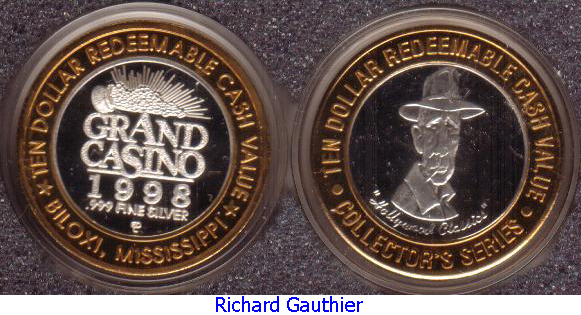 TEN DOLLAR REDEEMABLE CASH VALUE
GRAND
CASINO
1998
.999 FINE SILVER
BILOXI, MISSISSIPPI
TEN DOLLAR REDEEMABLE CASH VALUE
"Hollywood Classics"
COLLECTOR'S SERIES
Richard Gauthier